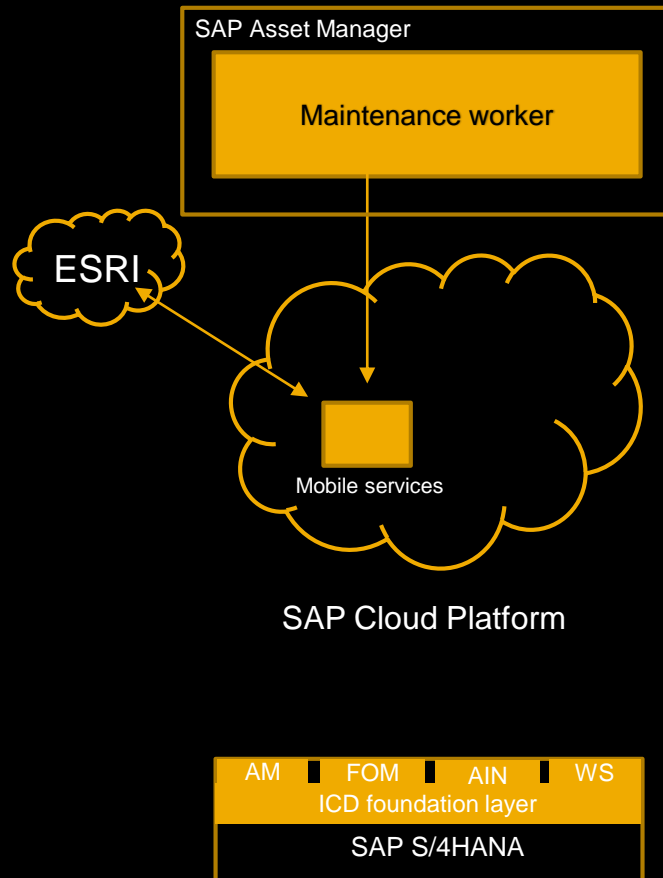 SAP Asset Manager
Maintenance worker
ESRI
Mobile services
SAP Cloud Platform
AM FOM AIN WS
ICD foundation layer
SAP S/4HANA